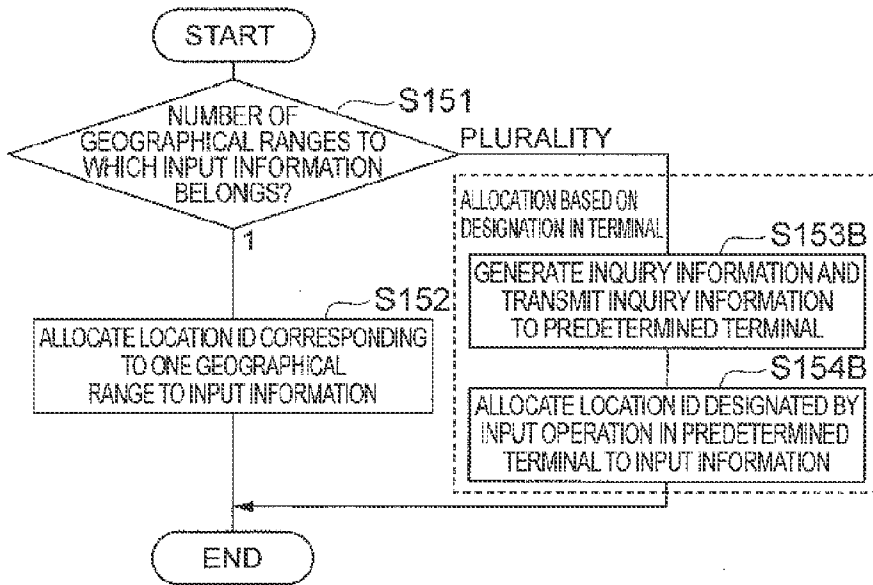 START
S151
NUMBER OF
GEOGRAPHICAL RANGES TO
WHICH INPUT INFORMATION
BELONGS?
PLURALITY
1
ALLOCATION BASED ON
DESIGNATION IN TERMINAL
S153B
GENERATE INQUIRY INFORMATION AND
TRANSMIT INQUIRY INFORMATION
TO PREDETERMINED TERMINAL
S152
ALLOCATE LOCATION ID CORRESPONDING
TO ONE GEOGRAPHICAL
RANGE TO INPUT INFORMATION
S154B
ALLOCATE LOCATION ID DESIGNATED BY
INPUT OPERATION IN PREDETERMINED
TERMINAL TO INPUT INFORMATION
END